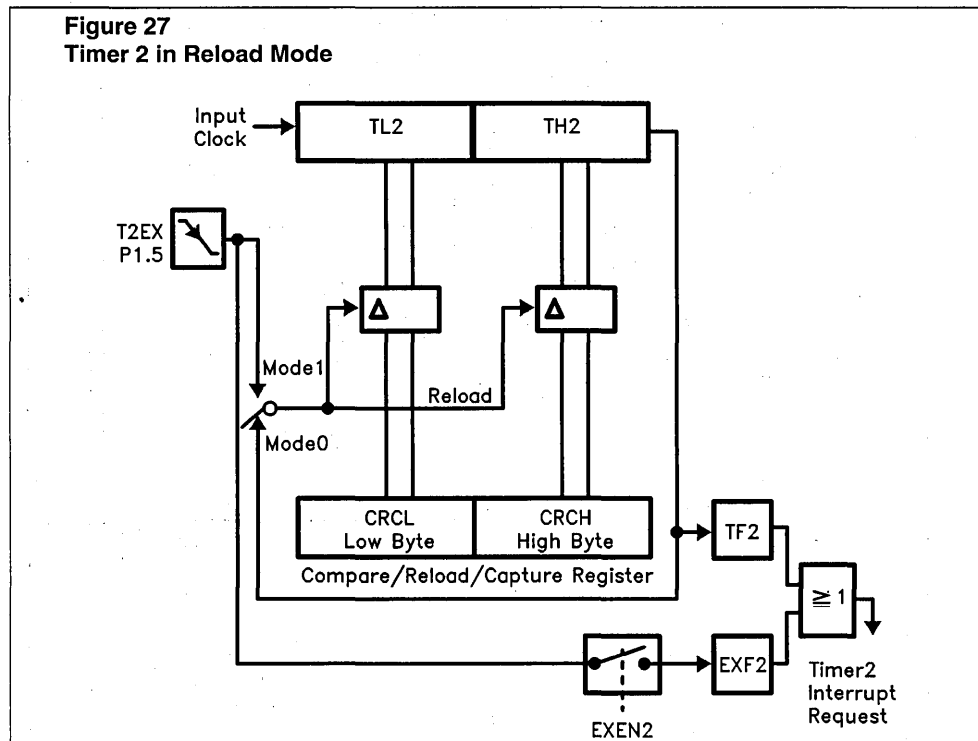 Figure 27
Timer 2 in Reload Mode
Input
Clock
TL2
TH2
T2EX
P1.5
Δ
Δ
Mode1
Reload
Mode0
CRCL
Low Byte
CRCH
High Byte
Compare/Reload/Capture Register
TF2
≧ 1
EXF2
EXEN2
Timer2
Interrupt
Request